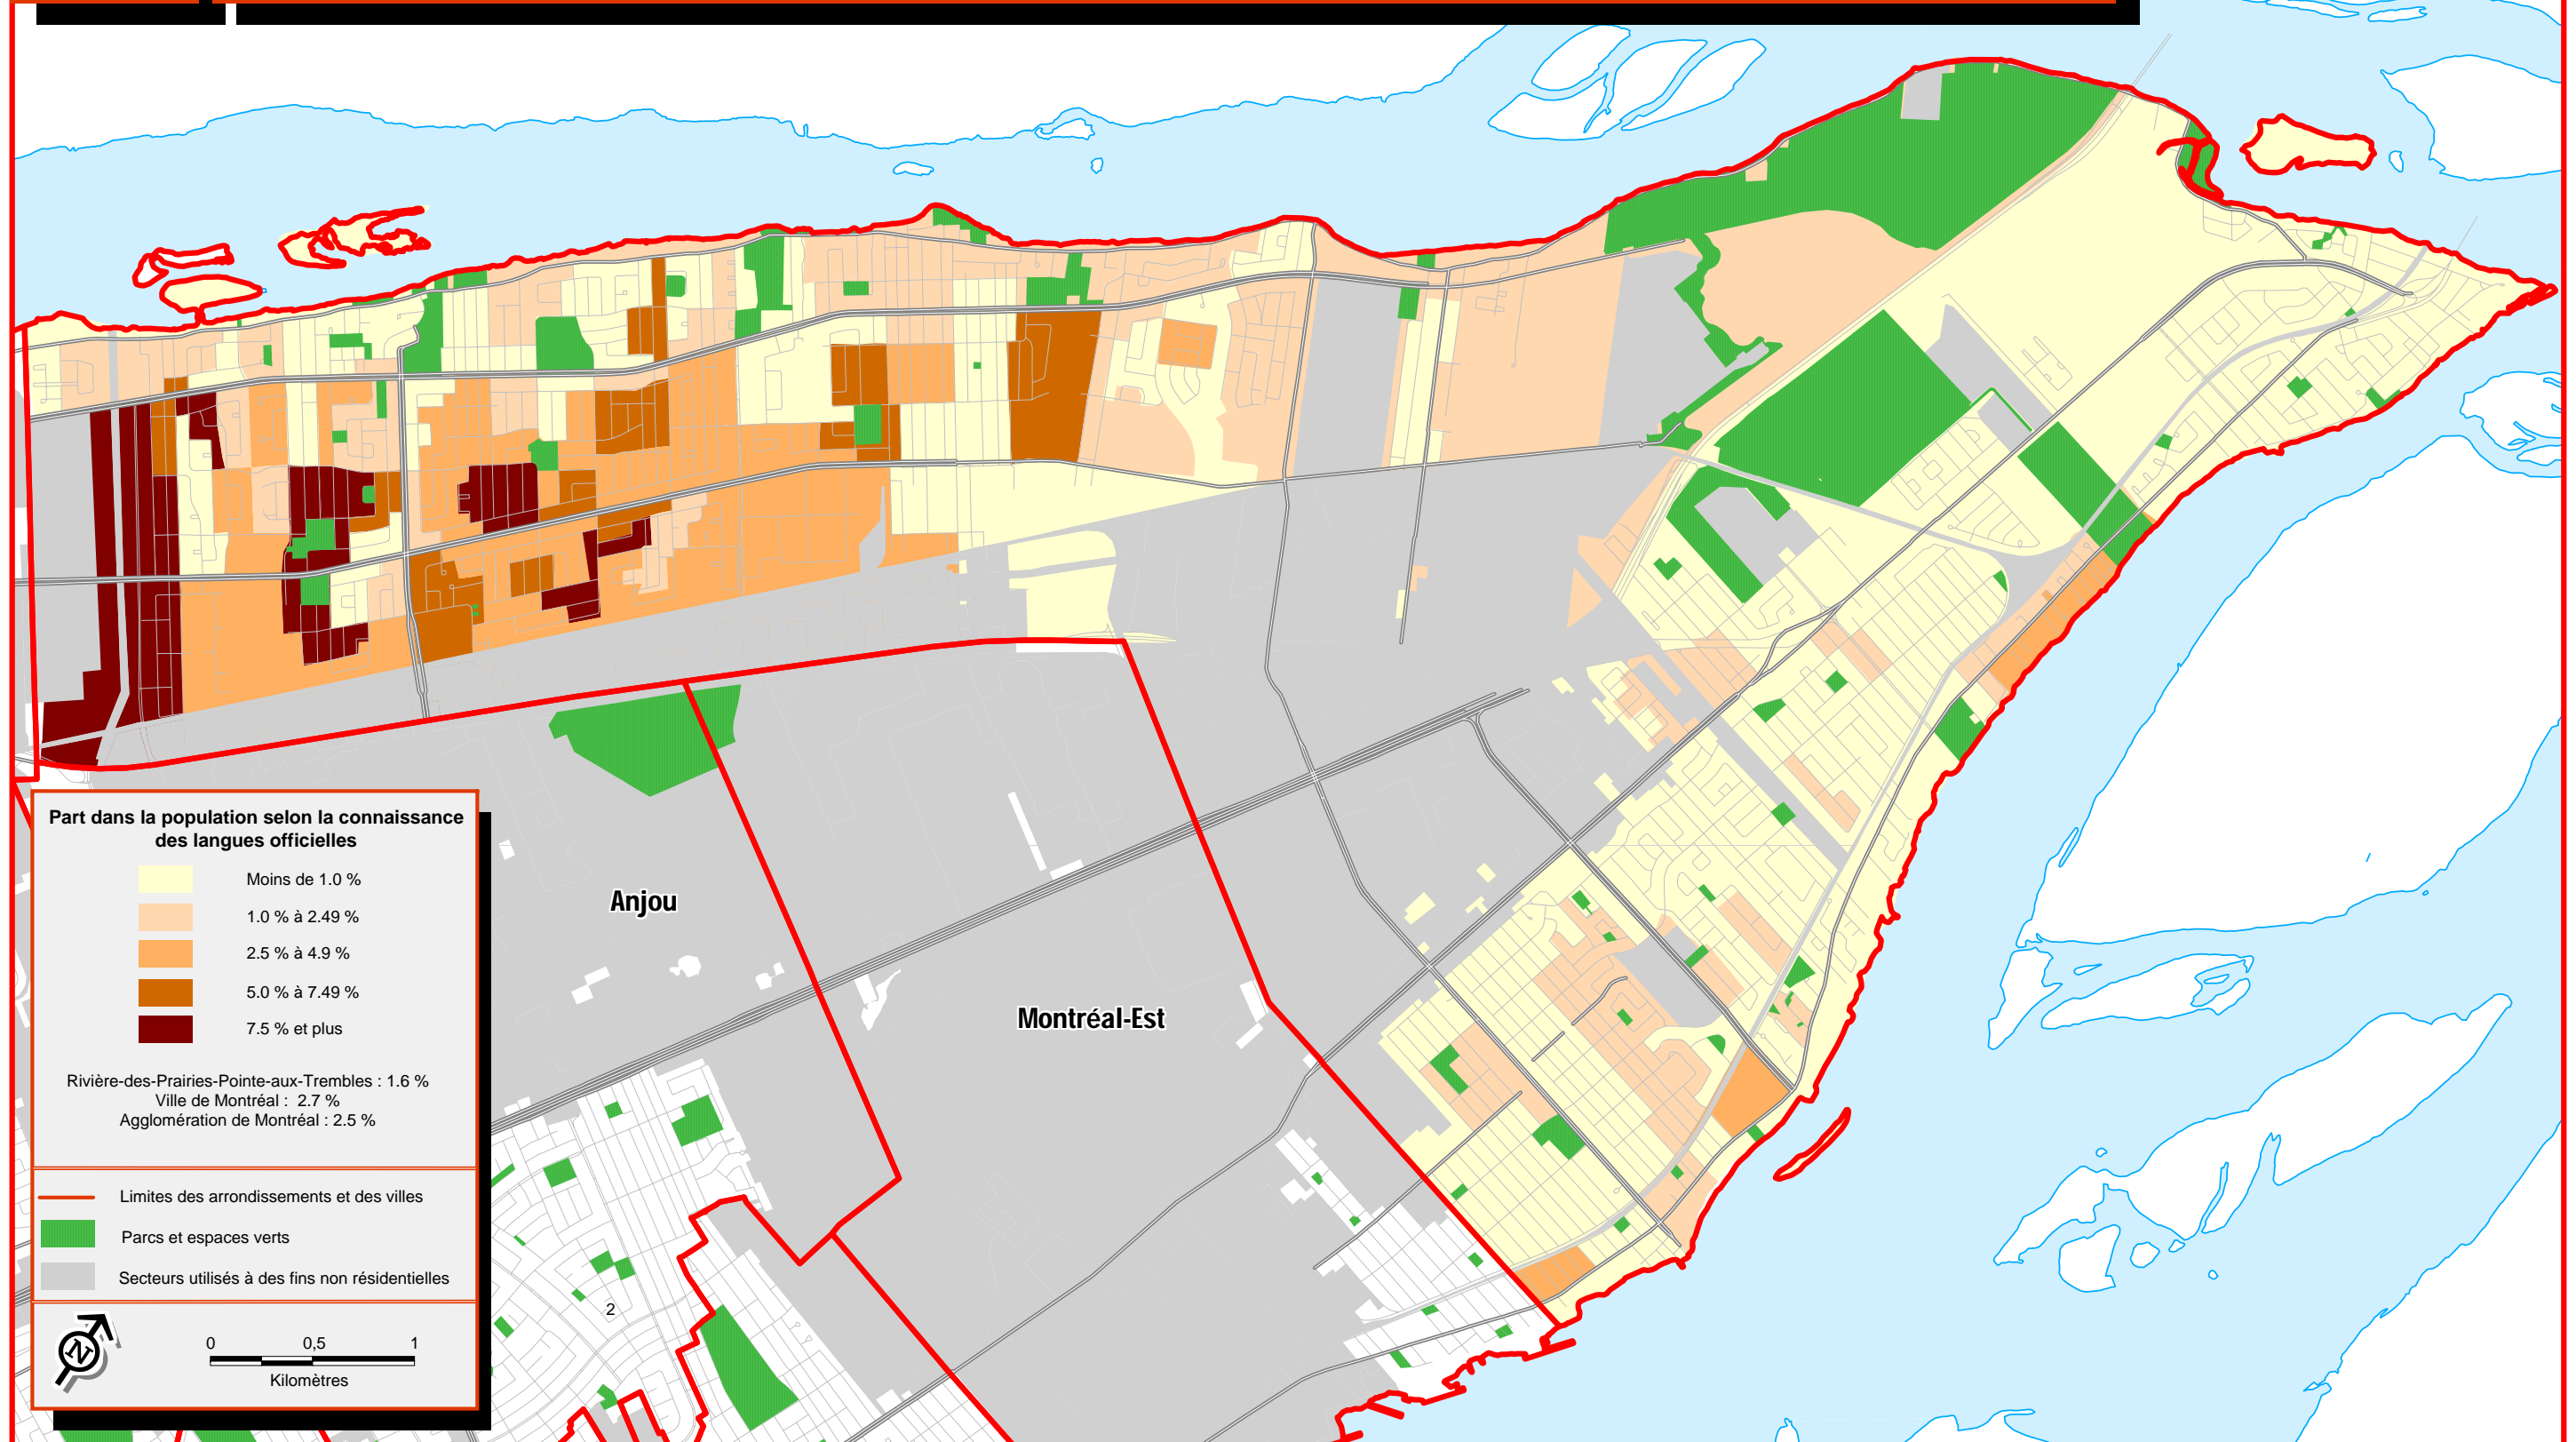 Anjou
Montréal-Est
2
Part dans la population selon la connaissance
des langues officielles
Moins de 1.0 %
1.0 % à 2.49 %
2.5 % à 4.9 %
5.0 % à 7.49 %
7.5 % et plus
Rivière-des-Prairies-Pointe-aux-Trembles : 1.6 %
Ville de Montréal : 2.7 %
Agglomération de Montréal : 2.5 %
Limites des arrondissements et des villes
Parcs et espaces verts
Secteurs utilisés à des fins non résidentielles
N
0 0,5 1
Kilomètres